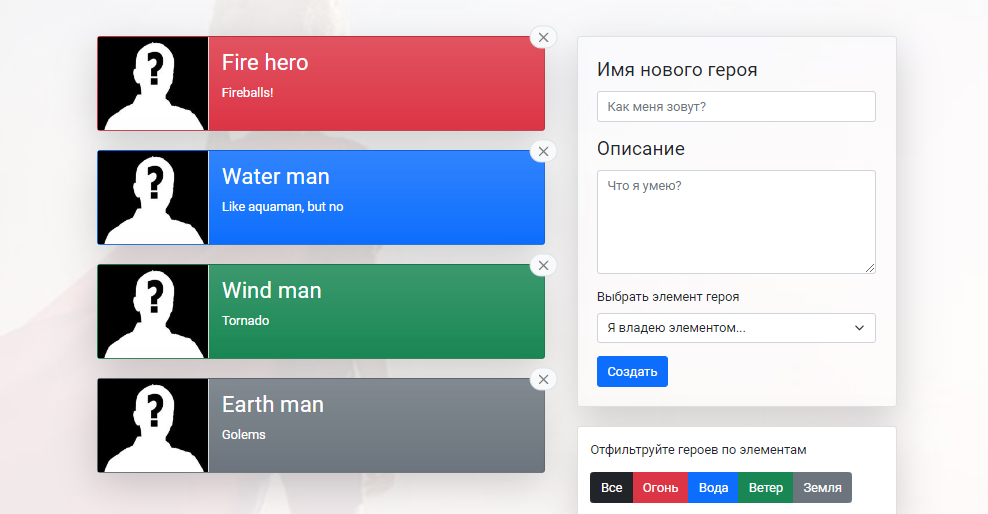 Fire hero
Fireballs!
Water man
Like aquaman, but no
Wind man
Tornado
Earth man
Golems
Имя нового героя
Как меня зовут?
Описание
Что я умею?
Выбрать элемент героя
Я владею элементом...
Создать
Отфильтруйте героев по элементам
Все Огонь Вода Ветер Земля